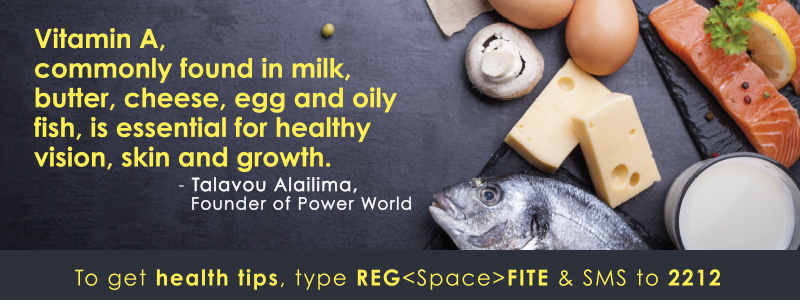 Vitamin A,
commonly found in milk,
butter, cheese, egg and oily
fish, is essential for healthy
vision, skin and growth.
- Talavou Alailima,
Founder of Power World
To get health tips, type REG<Space>FITE & SMS to 2212